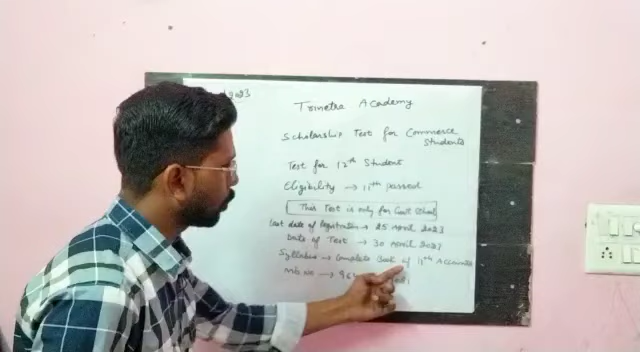 2023
Trinetra Academy
Scholarship Test for Commerce
Students
Test for 12th Student
Eligibility → 11th passed
This Test is only for Govt School
Last date of Registration → 25 April 2023
Date of Test → 30 April 2023
Syllabus → Complete Book of 11th Accounts
Mb no →